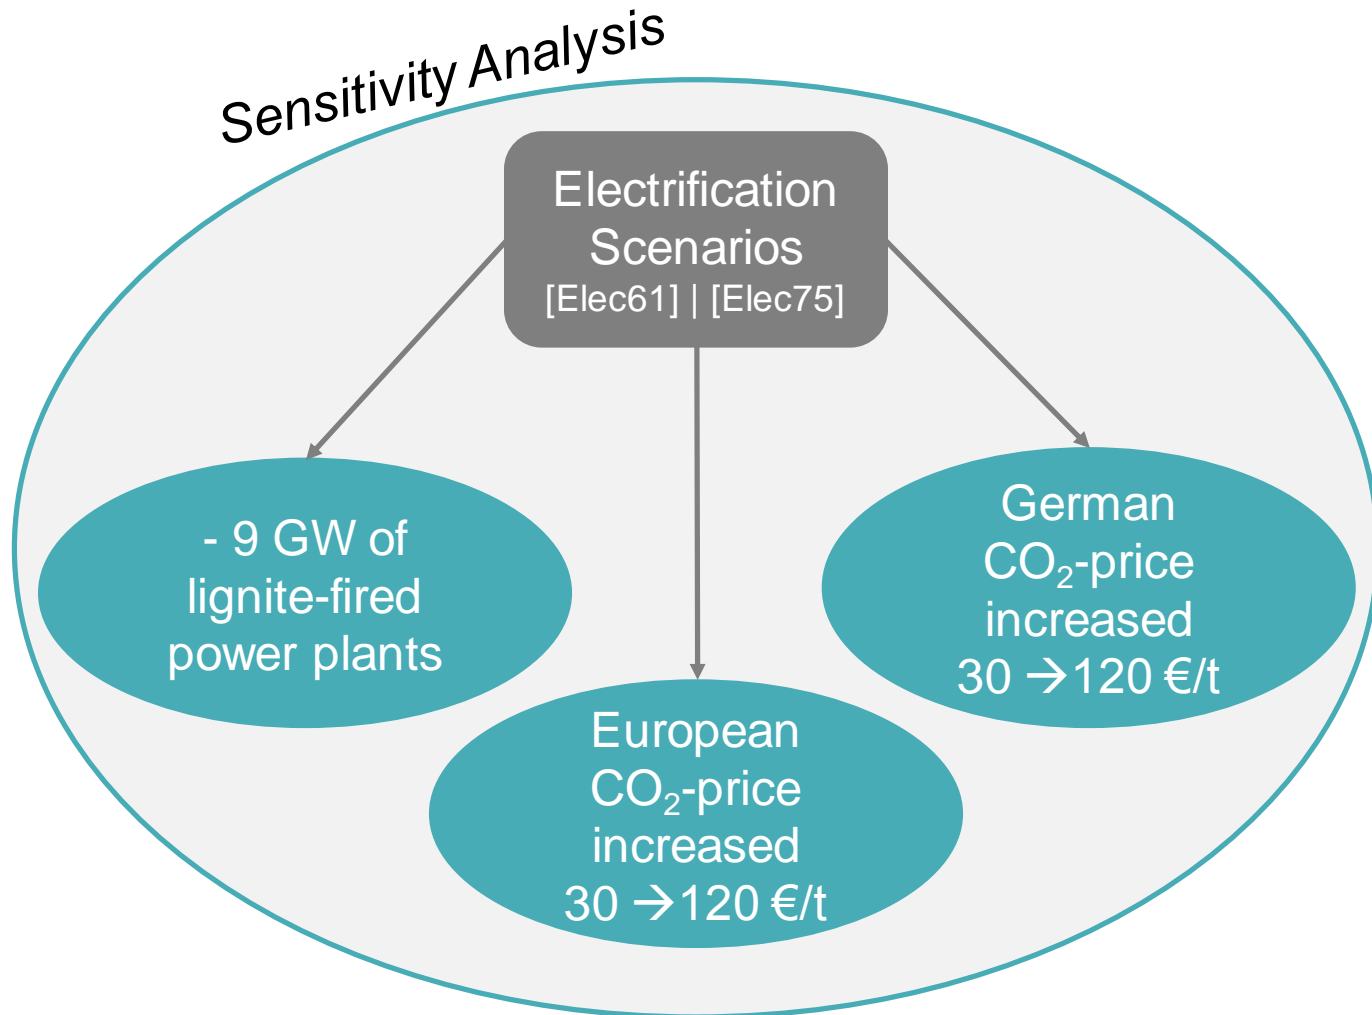 Sensitivity Analysis
Electrification
Scenarios
[Elec61] | [Elec75]
- 9 GW of
lignite-fired
power plants
European
CO₂-price
increased
30 →120 €/t
German
CO₂-price
increased
30 →120 €/t